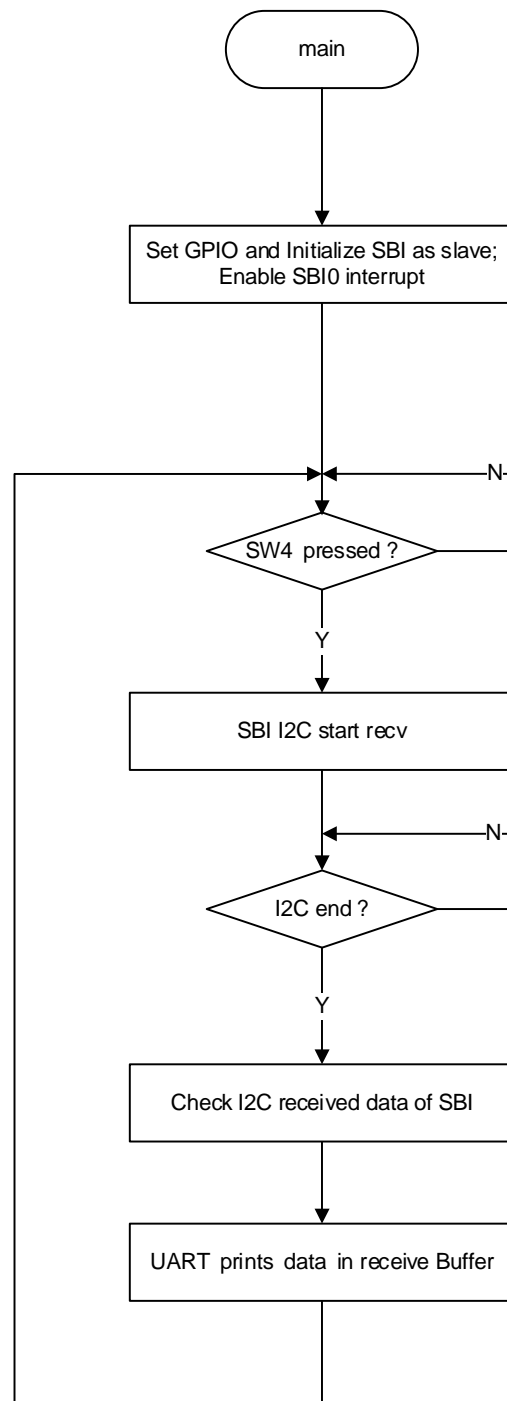 main
Set GPIO and Initialize SBI as slave;
Enable SBI0 interrupt
N
SW4 pressed ?
Y
SBI I2C start recv
N
I2C end ?
Y
Check I2C received data of SBI
UART prints data in receive Buffer